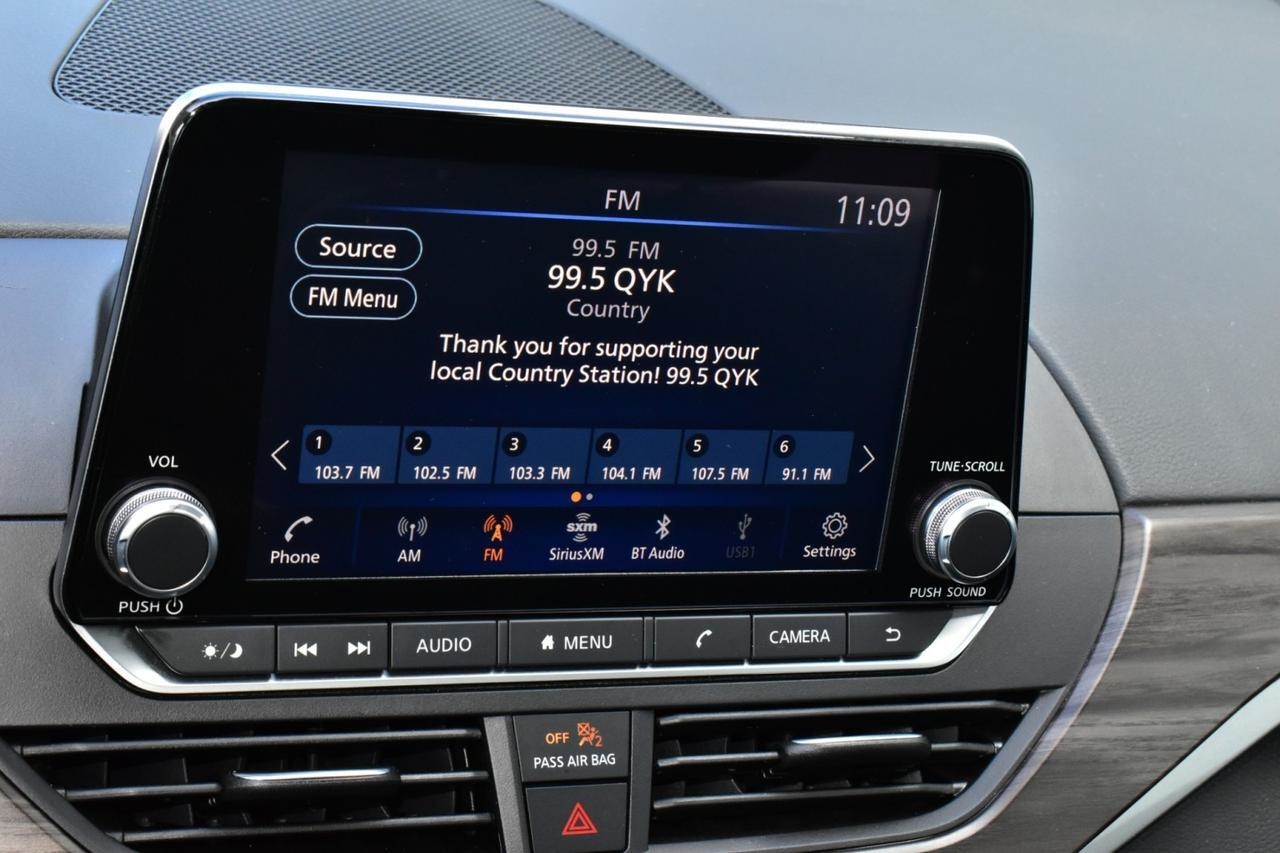 FM
11:09
Source
99.5 FM
99.5 QYK
FM Menu
Country
Thank you for supporting your
local Country Station! 99.5 QYK
1 2 3 4 5 6
103.7 FM 102.5 FM 103.3 FM 104.1 FM 107.5 FM 91.1 FM
VOL
TUNE·SCROLL
sxm
Phone AM FM SiriusXM BT Audio USB1 Settings
PUSH
PUSH SOUND
AUDIO MENU CAMERA
OFF 2
PASS AIR BAG